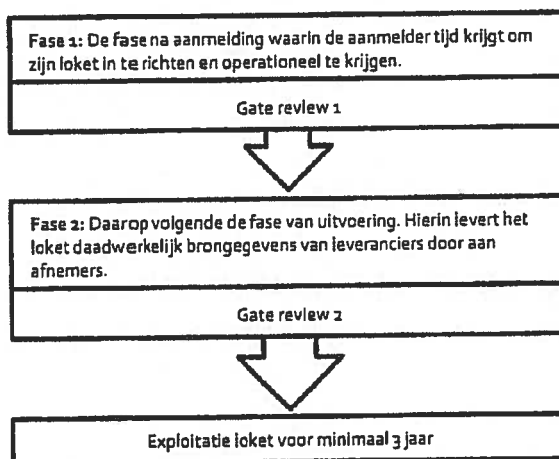 Fase 1: De fase na aanmelding waarin de aanmelder tijd krijgt om
zijn loket in te richten en operationeel te krijgen.
Gate review 1
Fase 2: Daarop volgende de fase van uitvoering. Hierin levert het
loket daadwerkelijk brongegevens van leveranciers door aan
afnemers.
Gate review 2
Exploitatie loket voor minimaal 3 jaar